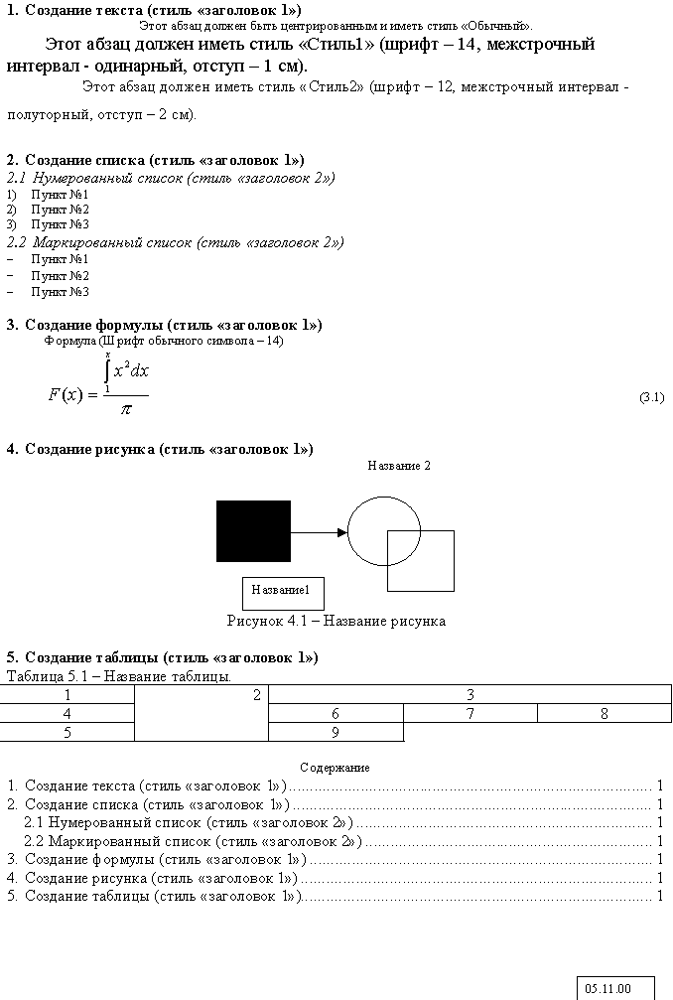 1. Создание текста (стиль «заголовок 1»)
Этот абзац должен быть центрированным и иметь стиль «Обычный».
Этот абзац должен иметь стиль «Стиль1» (шрифт – 14, межстрочный
интервал - одинарный, отступ – 1 см).
Этот абзац должен иметь стиль «Стиль2» (шрифт – 12, межстрочный интервал -
полуторный, отступ – 2 см).
2. Создание списка (стиль «заголовок 1»)
2.1 Нумерованный список (стиль «заголовок 2»)
1) Пункт №1
2) Пункт №2
3) Пункт №3
2.2 Маркированный список (стиль «заголовок 2»)
– Пункт №1
– Пункт №2
– Пункт №3
3. Создание формулы (стиль «заголовок 1»)
Формула (Шрифт обычного символа – 14)
x
∫ x² dx
1
F(x) =
π
(3.1)
4. Создание рисунка (стиль «заголовок 1»)
Название 2
Название1
Рисунок 4.1 – Название рисунка
5. Создание таблицы (стиль «заголовок 1»)
Таблица 5.1 – Название таблицы.
1 2 3
4 6 7 8
5 9
Содержание
1. Создание текста (стиль «заголовок 1») 1
2. Создание списка (стиль «заголовок 1») 1
2.1 Нумерованный список (стиль «заголовок 2») 1
2.2 Маркированный список (стиль «заголовок 2») 1
3. Создание формулы (стиль «заголовок 1») 1
4. Создание рисунка (стиль «заголовок 1») 1
5. Создание таблицы (стиль «заголовок 1») 1
05.11.00